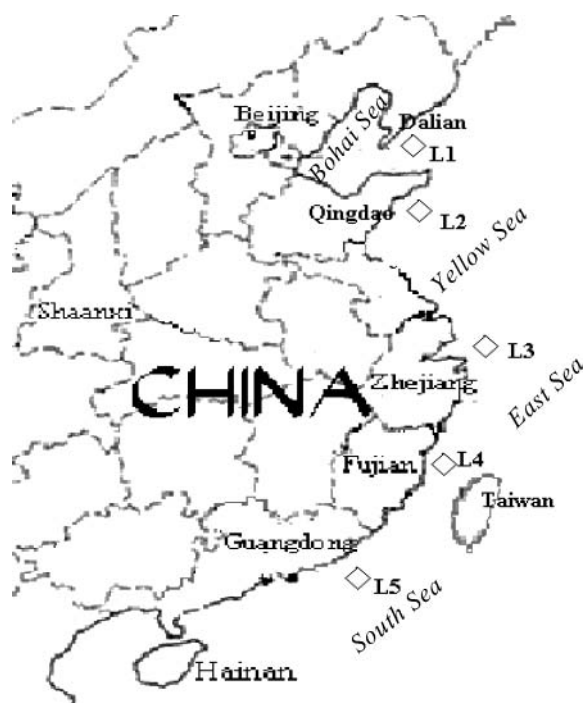 Beijing
Bohai Sea
Dalian
L1
Qingdao
L2
Yellow Sea
Shaanxi
L3
CHINA
Zhejiang
East Sea
Fujian
L4
Taiwan
Guangdong
L5
South Sea
Hainan